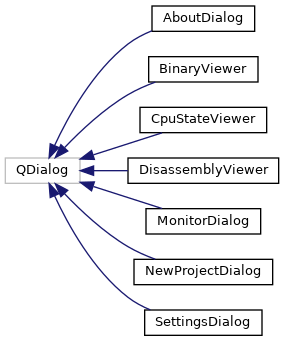 AboutDialog
BinaryViewer
CpuStateViewer
QDialog
DisassemblyViewer
MonitorDialog
NewProjectDialog
SettingsDialog